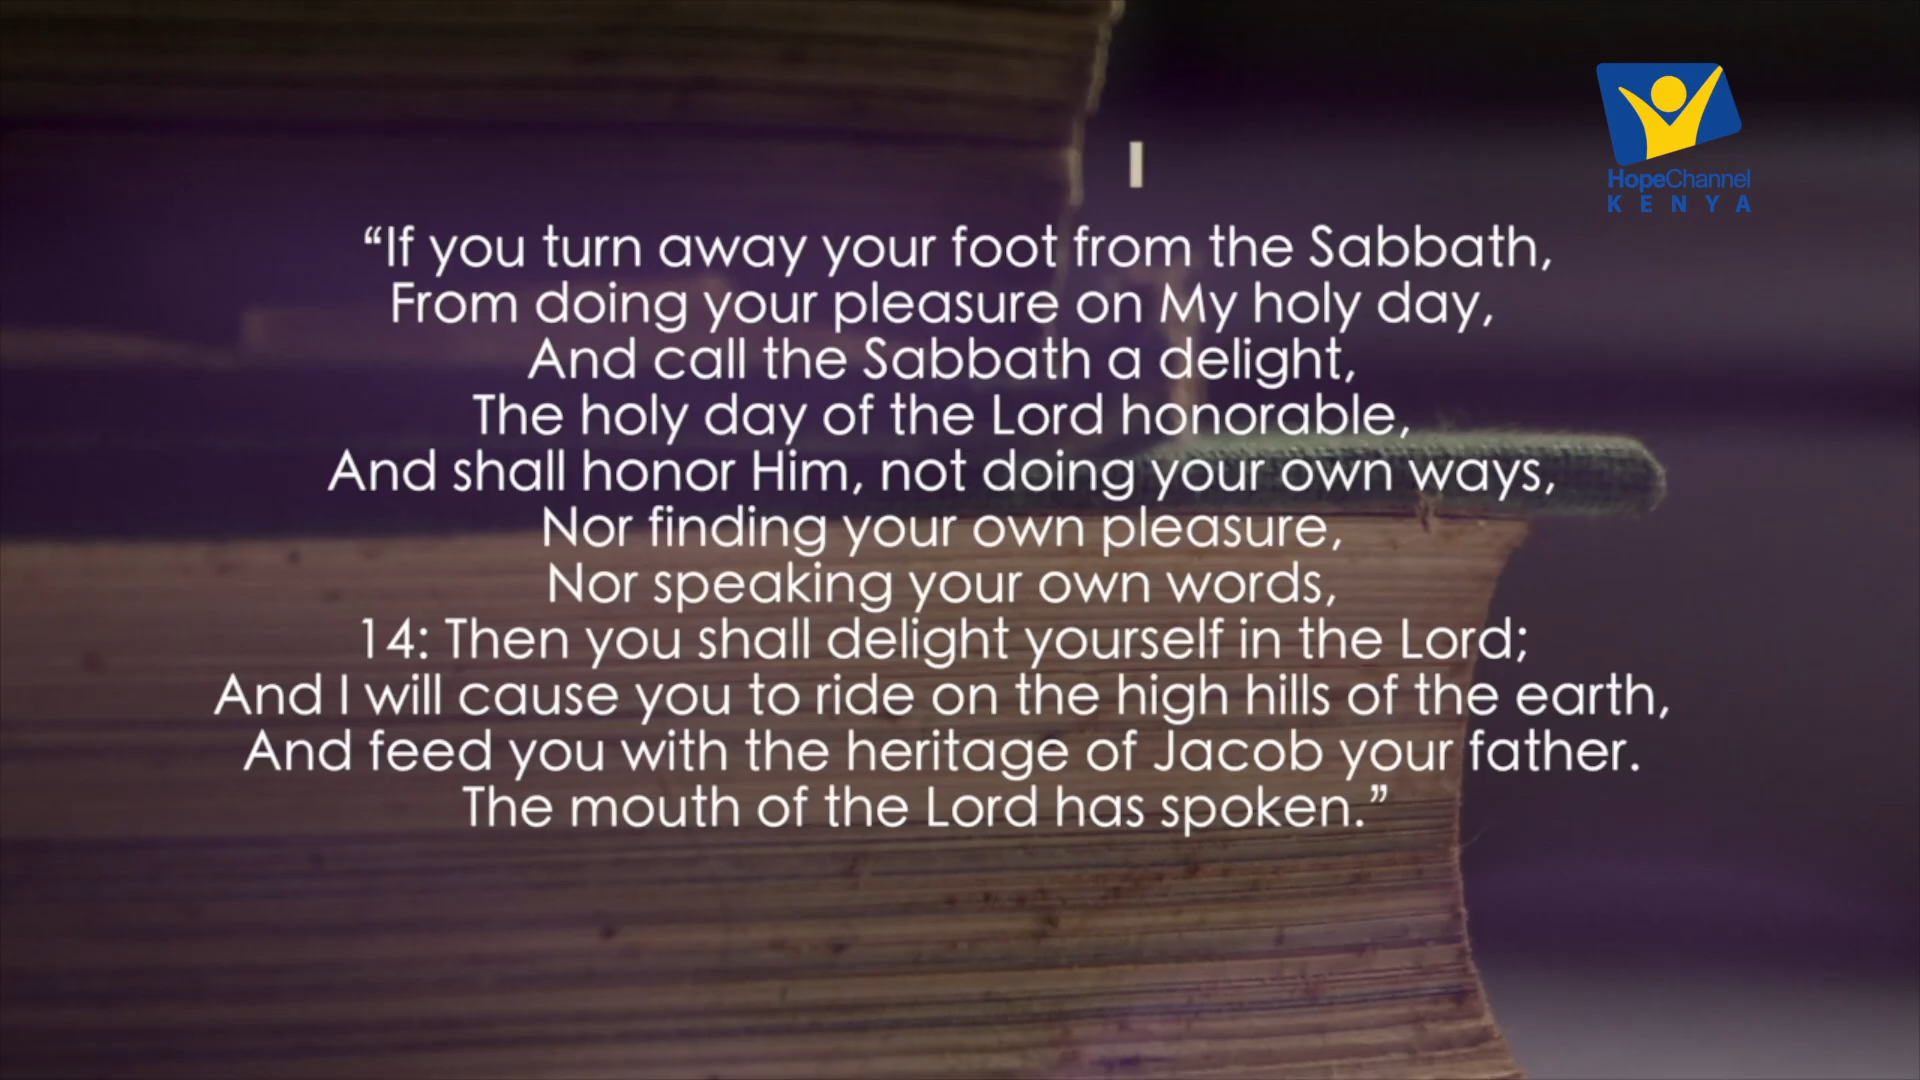 HopeChannel
KENYA
I
“If you turn away your foot from the Sabbath,
From doing your pleasure on My holy day,
And call the Sabbath a delight,
The holy day of the Lord honorable,
And shall honor Him, not doing your own ways,
Nor finding your own pleasure,
Nor speaking your own words,
14: Then you shall delight yourself in the Lord;
And I will cause you to ride on the high hills of the earth,
And feed you with the heritage of Jacob your father.
The mouth of the Lord has spoken.”